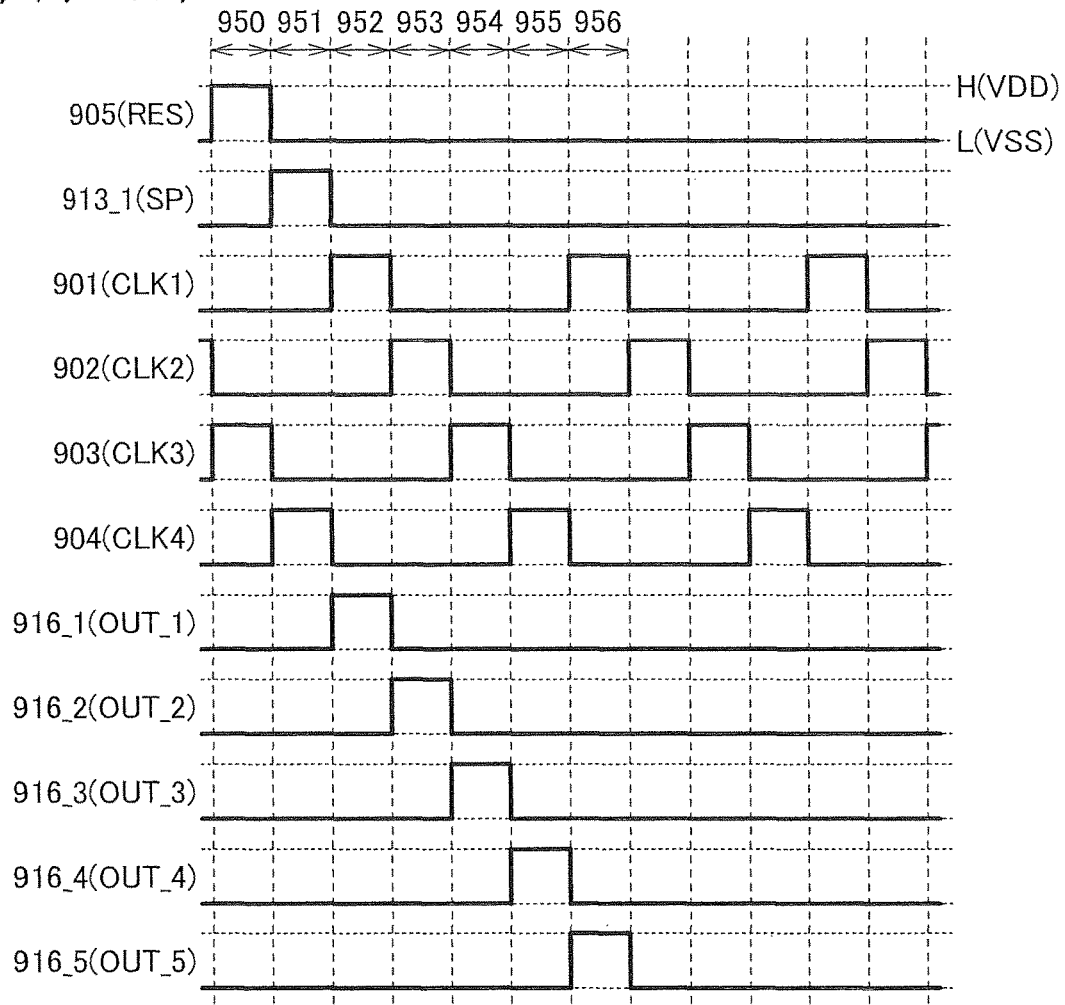 950 951 952 953 954 955 956
H(VDD)
905(RES)
L(VSS)
913_1(SP)
901(CLK1)
902(CLK2)
903(CLK3)
904(CLK4)
916_1(OUT_1)
916_2(OUT_2)
916_3(OUT_3)
916_4(OUT_4)
916_5(OUT_5)